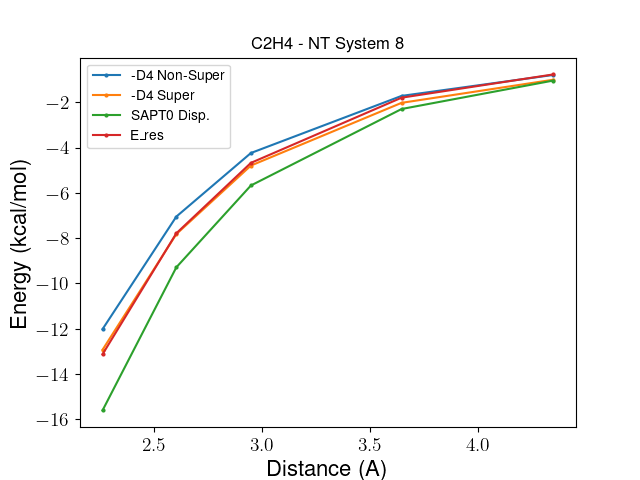 C2H4 - NT System 8
-D4 Non-Super
-D4 Super
SAPT0 Disp.
E_res
−2
−4
−6
−8
−10
−12
−14
−16
Energy (kcal/mol)
2.5 3.0 3.5 4.0
Distance (A)